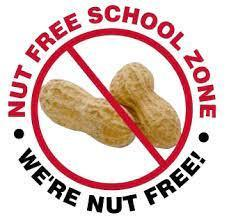 NUT FREE SCHOOL ZONE
• WE'RE NUT FREE! •